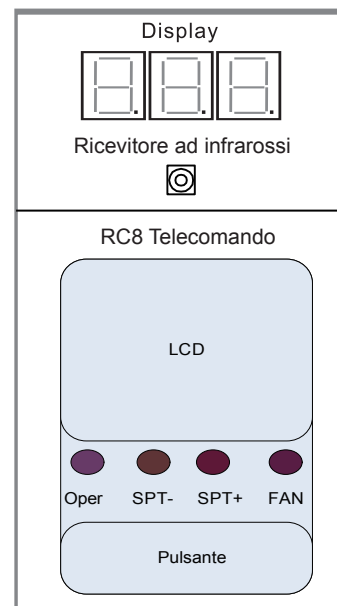 Display
Ricevitore ad infrarossi
RC8 Telecomando
LCD
Oper SPT- SPT+ FAN
Pulsante